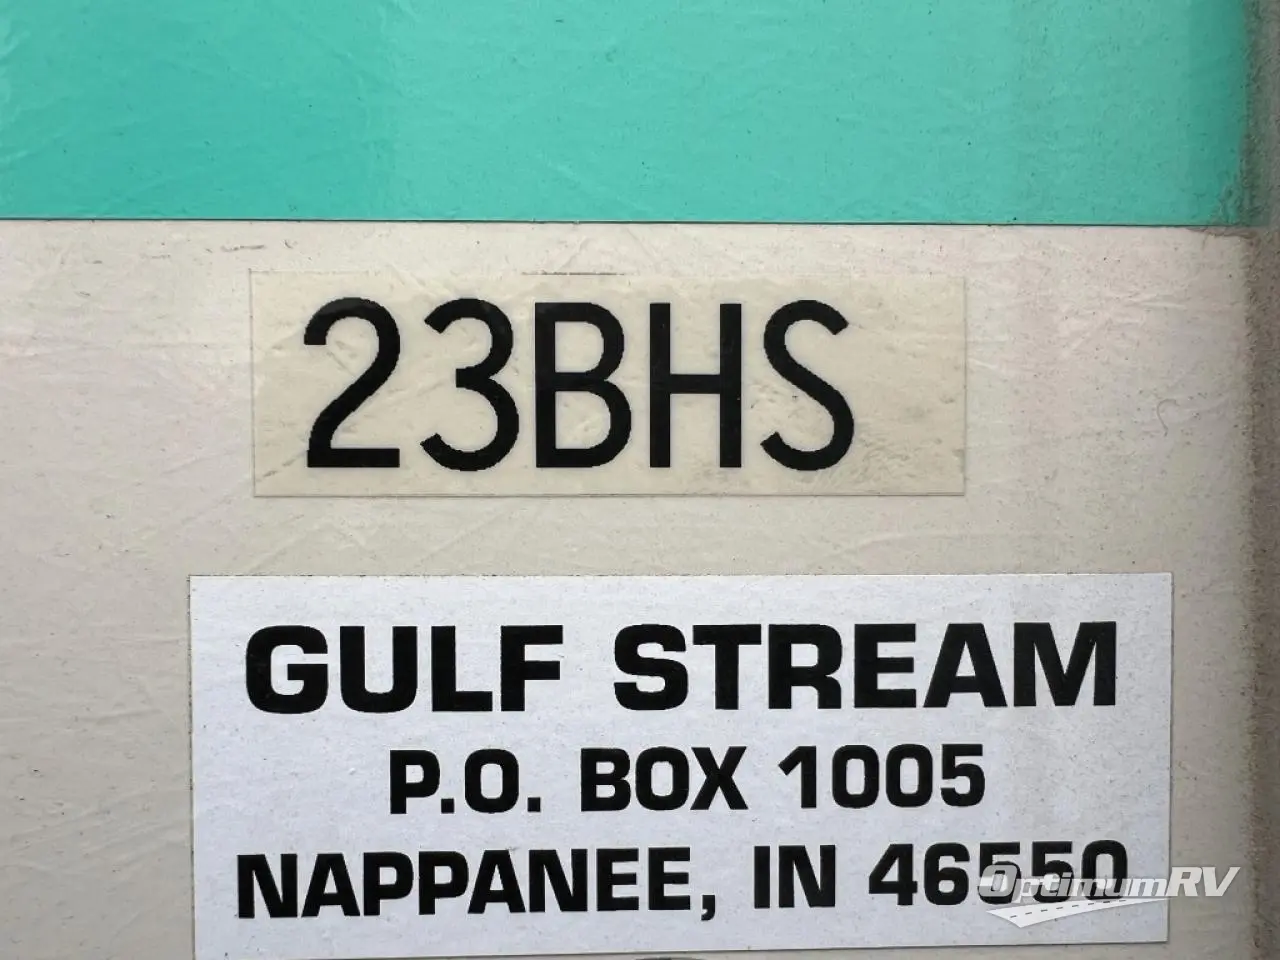 23BHS
GULF STREAM
P.O. BOX 1005
NAPPANEE, IN 46550
OptimumRV